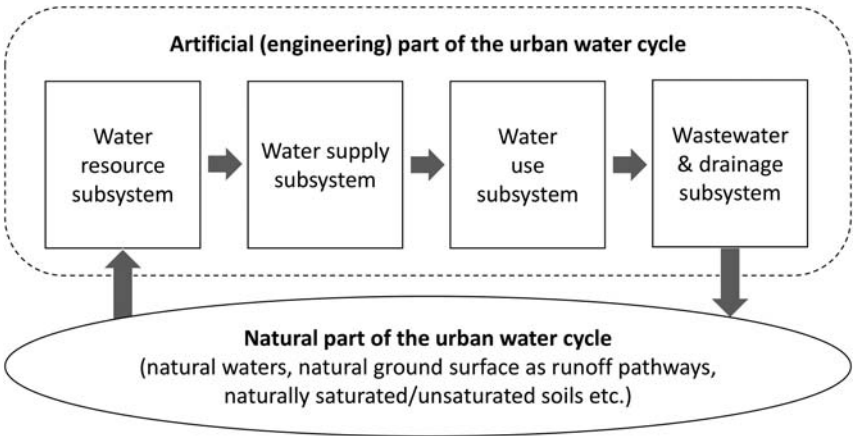 Artificial (engineering) part of the urban water cycle
Water
resource
subsystem
Water supply
subsystem
Water
use
subsystem
Wastewater
& drainage
subsystem
Natural part of the urban water cycle
(natural waters, natural ground surface as runoff pathways,
naturally saturated/unsaturated soils etc.)